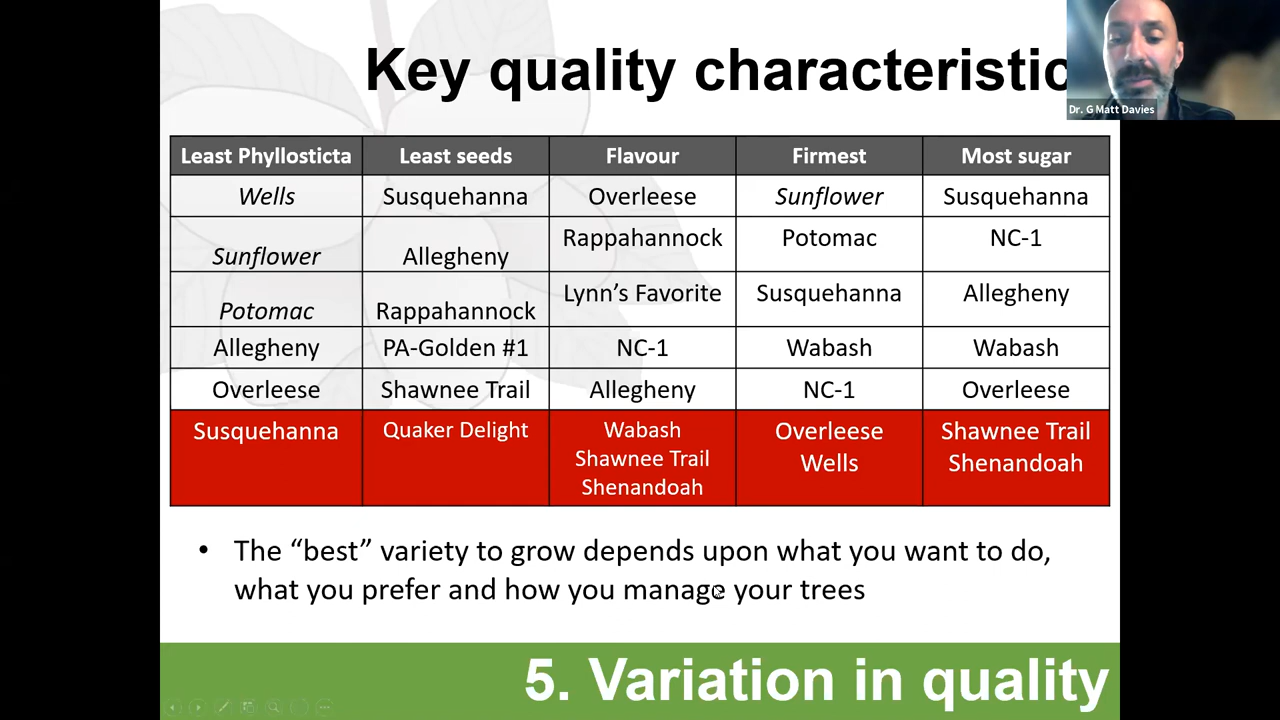 Key quality characteristic
Dr. G Matt Davies
Least Phyllosticta Least seeds Flavour Firmest Most sugar
Wells Susquehanna Overleese Sunflower Susquehanna
Sunflower Allegheny Rappahannock Potomac NC-1
Potomac Rappahannock Lynn's Favorite Susquehanna Allegheny
Allegheny PA-Golden #1 NC-1 Wabash Wabash
Overleese Shawnee Trail Allegheny NC-1 Overleese
Susquehanna Quaker Delight Wabash Overleese Shawnee Trail
Shawnee Trail Wells Shenandoah
Shenandoah
• The “best” variety to grow depends upon what you want to do,
what you prefer and how you manage your trees
5. Variation in quality